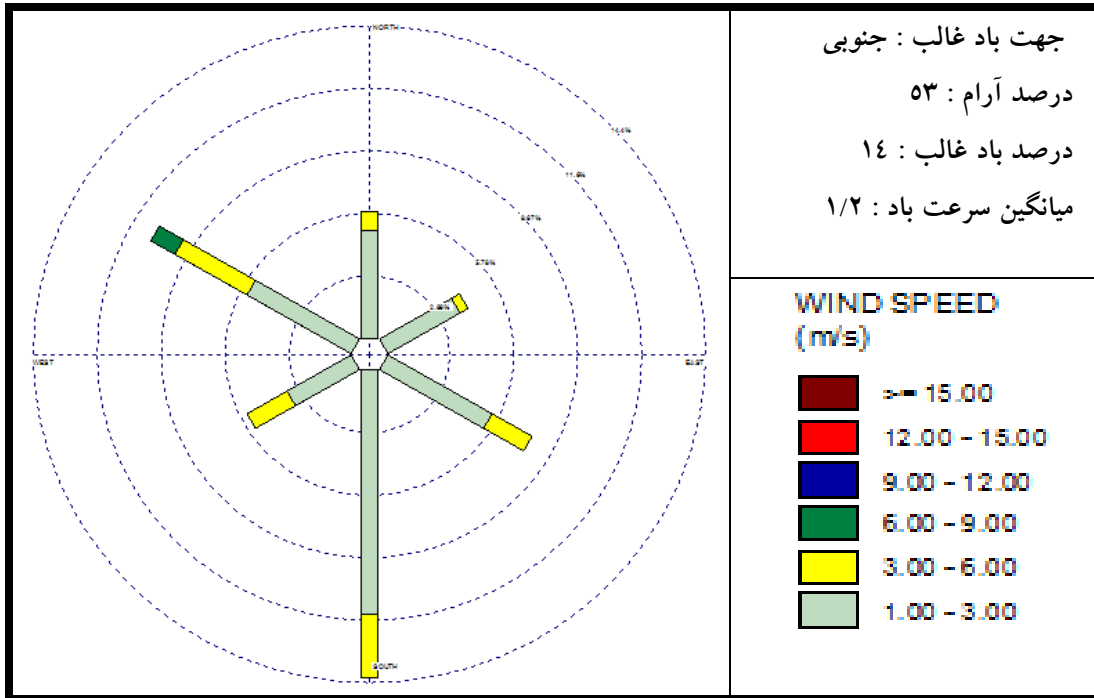 NORTH
WEST
EAST
SOUTH
جهت باد غالب : جنوبی
درصد آرام : ۵۳
درصد باد غالب : ۱٤
میانگین سرعت باد : ۱/۲
WIND SPEED
(m/s)
>= 15.00
12.00 - 15.00
9.00 - 12.00
6.00 - 9.00
3.00 - 6.00
1.00 - 3.00